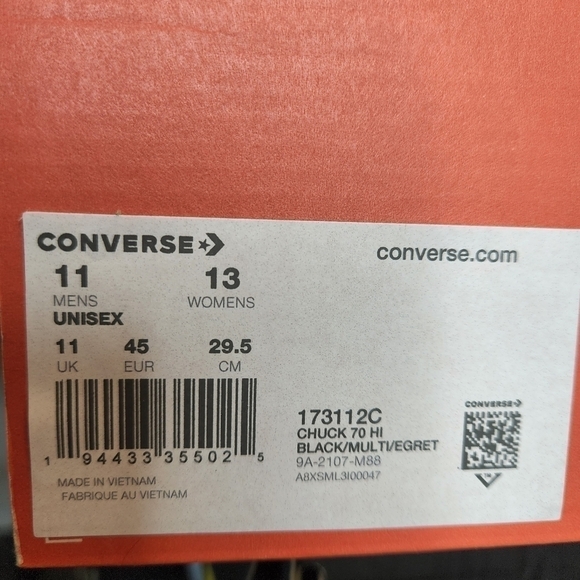 CONVERSE
converse.com
11 13
MENS WOMENS
UNISEX
11 45 29.5
UK EUR CM
1 94433 35502 5
MADE IN VIETNAM
FABRIQUE AU VIETNAM
173112C
CHUCK 70 HI
BLACK/MULTI/EGRET
9A-2107-M88
A8XSML3I00047
CONVERSE